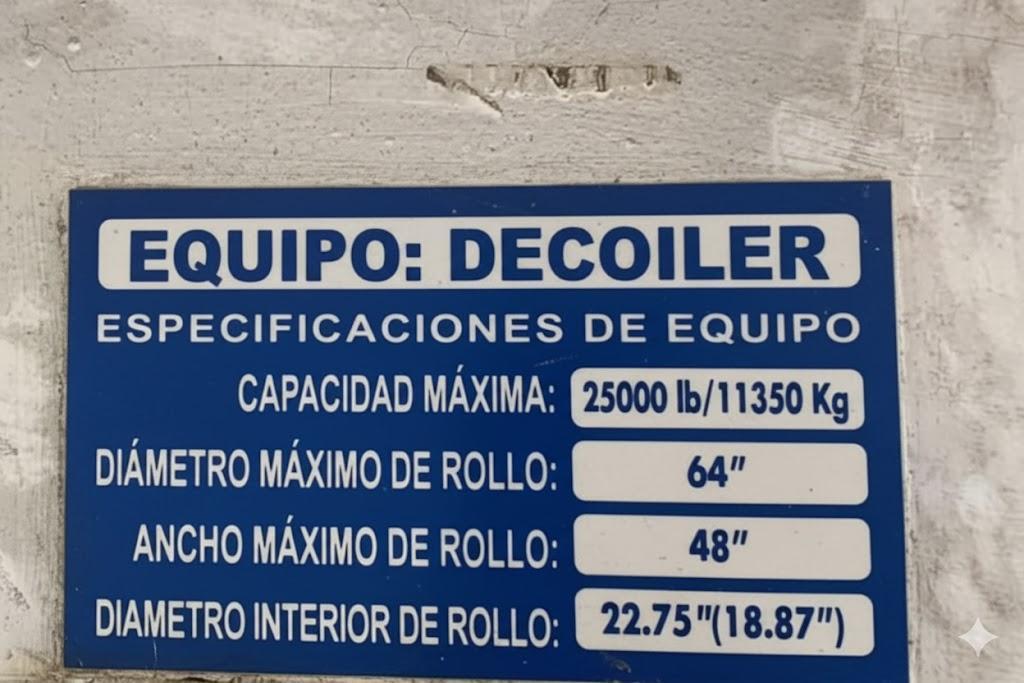 EQUIPO: DECOILER
ESPECIFICACIONES DE EQUIPO
CAPACIDAD MÁXIMA: 25000 lb/11350 Kg
DIÁMETRO MÁXIMO DE ROLLO: 64"
ANCHO MÁXIMO DE ROLLO: 48"
DIAMETRO INTERIOR DE ROLLO: 22.75"(18.87")